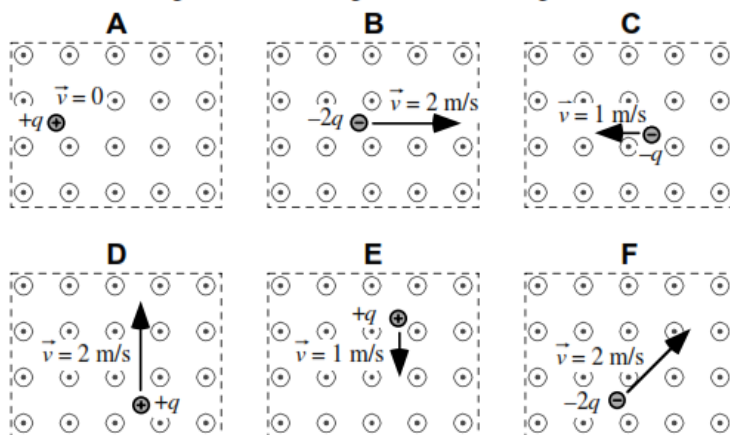 A
B
C
v⃗ = 0
+q
v⃗ = 2 m/s
–2q
v⃗ = 1 m/s
–q
D
E
F
v⃗ = 2 m/s
+q
+q
v⃗ = 1 m/s
v⃗ = 2 m/s
–2q